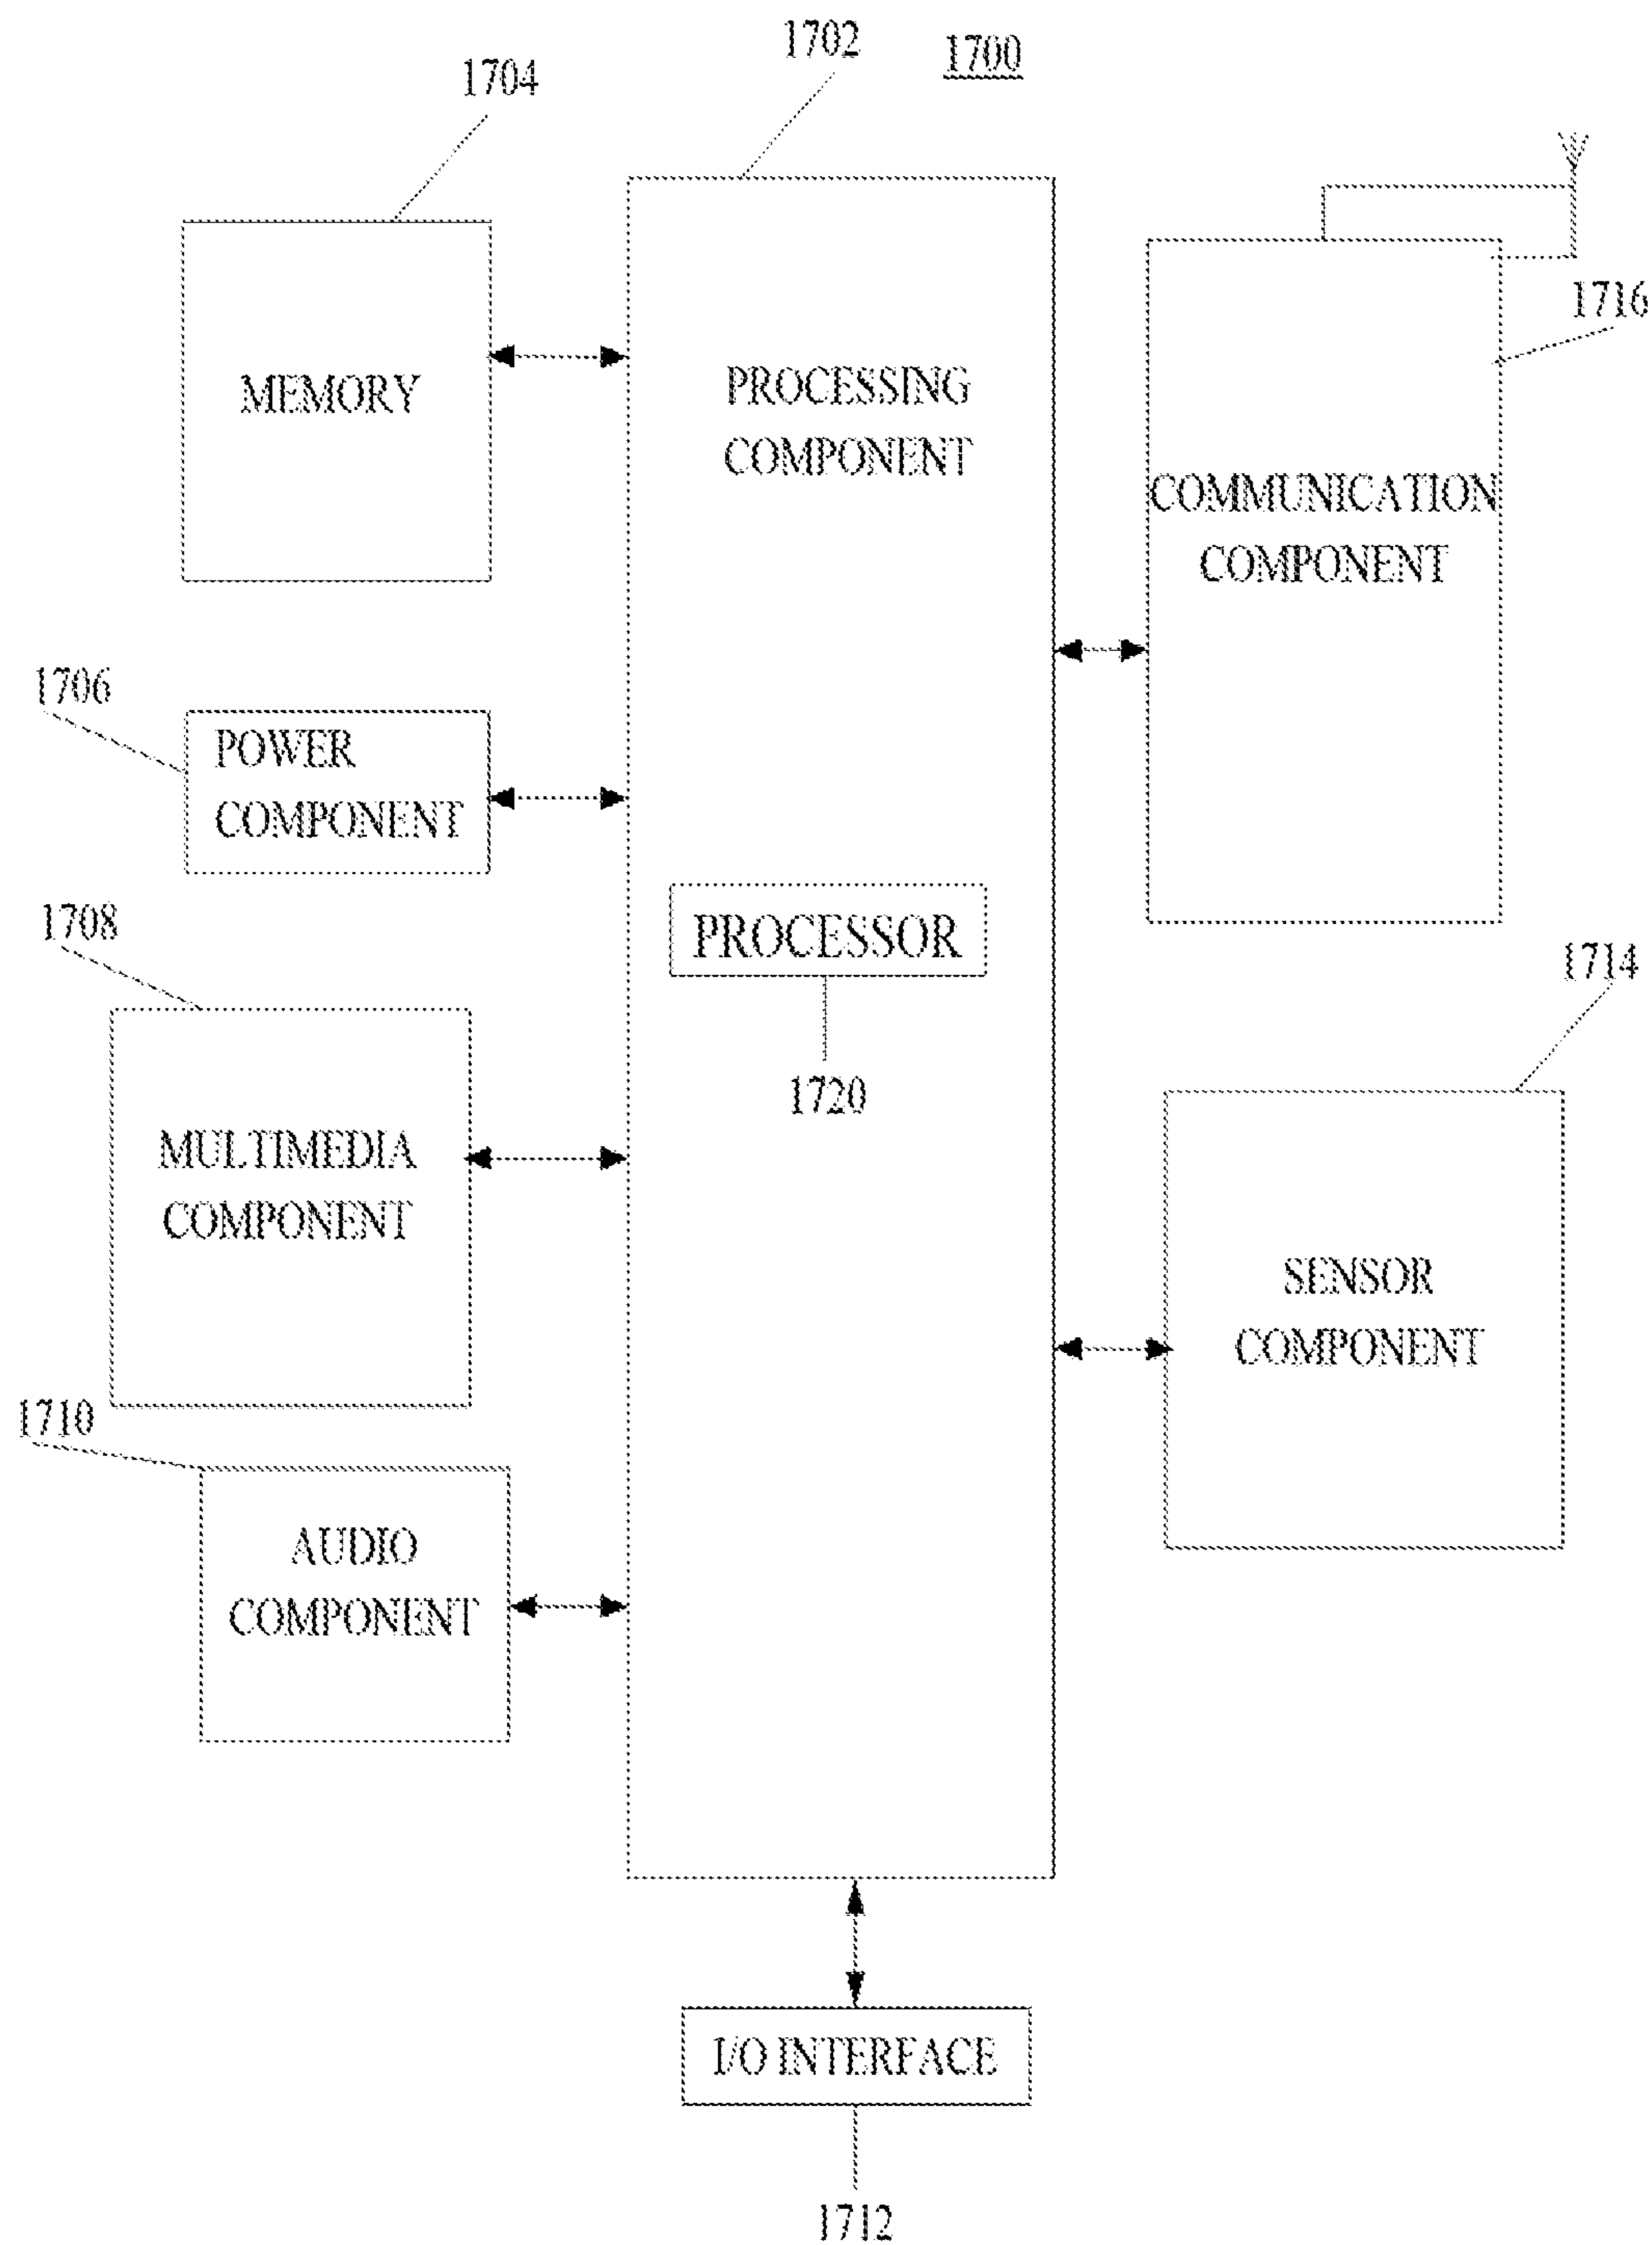 1702
1700
1704
1716
MEMORY
PROCESSING
COMPONENT
COMMUNICATION
COMPONENT
1706
POWER
COMPONENT
1708
PROCESSOR
1714
1720
MULTIMEDIA
COMPONENT
SENSOR
COMPONENT
1710
AUDIO
COMPONENT
I/O INTERFACE
1712